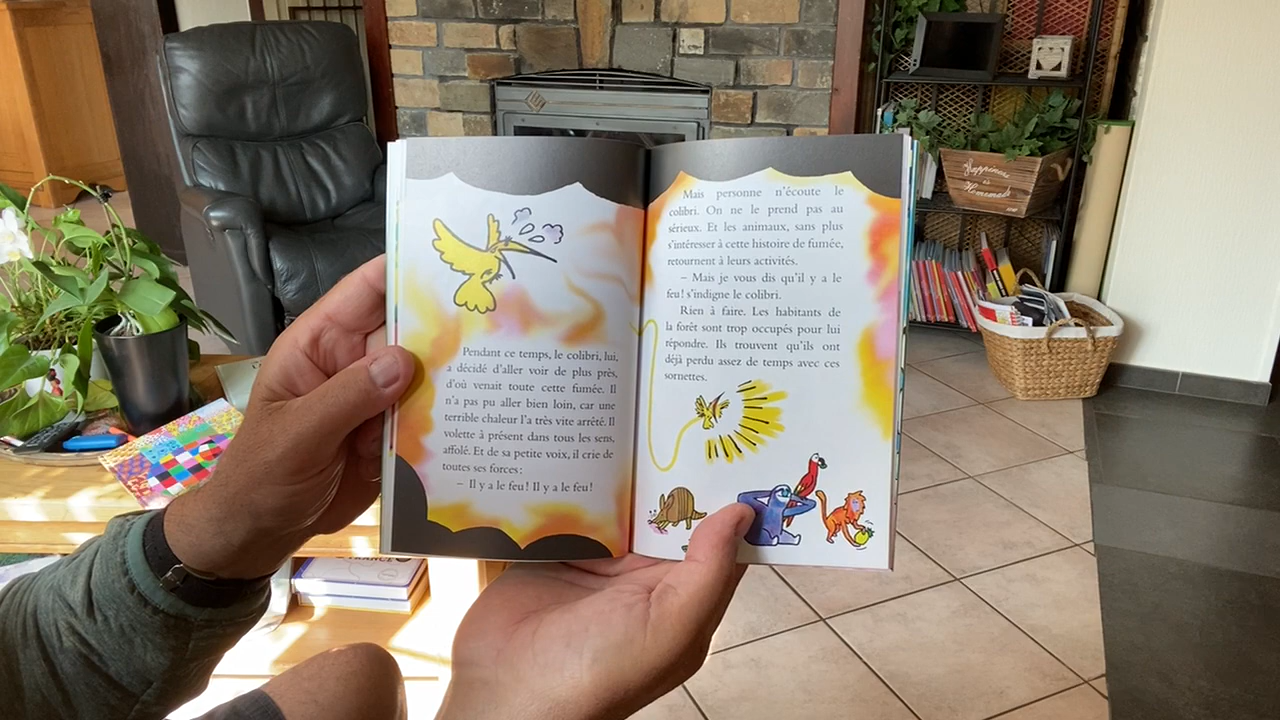 Pendant ce temps, le colibri, lui,
a décidé d'aller voir de plus près,
d'où venait toute cette fumée. Il
n'a pas pu aller bien loin, car une
terrible chaleur l'a très vite arrêté. Il
volette à présent dans tous les sens,
affolé. Et de sa petite voix, il crie de
toutes ses forces :
– Il y a le feu ! Il y a le feu !
Mais personne n'écoute le
colibri. On ne le prend pas au
sérieux. Et les animaux, sans plus
s'intéresser à cette histoire de fumée,
retournent à leurs activités.
– Mais je vous dis qu'il y a le
feu ! s'indigne le colibri.
Rien à faire. Les habitants de
la forêt sont trop occupés pour lui
répondre. Ils trouvent qu'ils ont
déjà perdu assez de temps avec ces
sornettes.
Happiness
is
Homemade
FRANCE